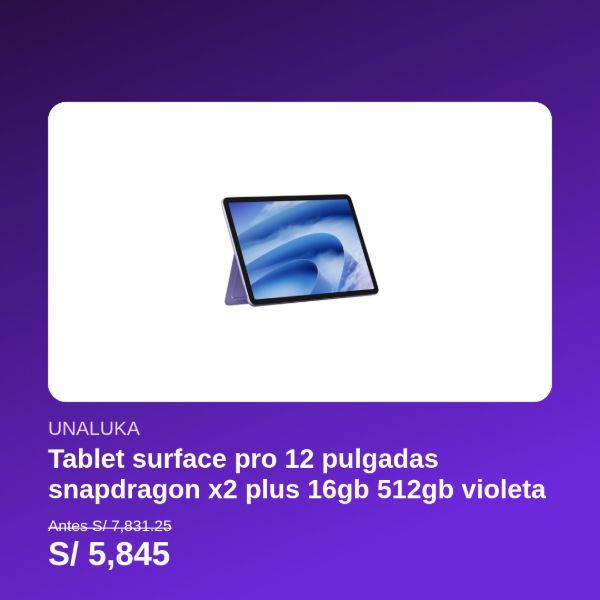 UNALUKA
Tablet surface pro 12 pulgadas
snapdragon x2 plus 16gb 512gb violeta
Antes S/ 7,831.25
S/ 5,845